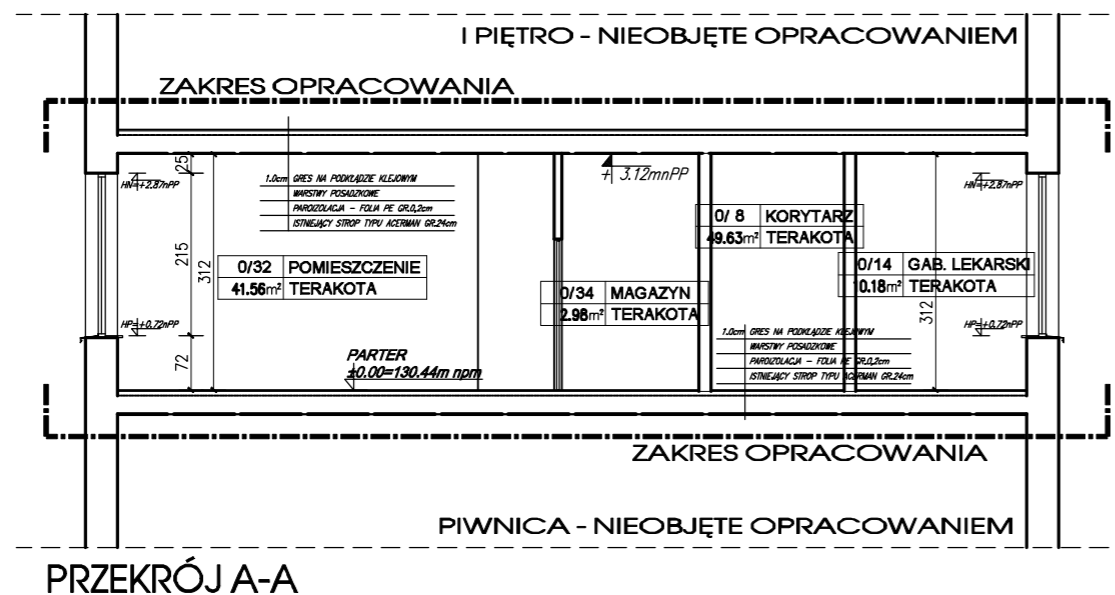 I PIĘTRO - NIEOBJĘTE OPRACOWANIEM
ZAKRES OPRACOWANIA
25
215
72
312
HN=+2.87nPP
HP=+0.72nPP
1.0cm GRES NA PODKŁĄDZIE KLEJOWYM
WARSTWY POSADZKOWE
PAROIZOLACJA - FOLIA PE GR.0,2cm
ISTNIEJĄCY STROP TYPU ACERMAN GR.24cm
0/32 POMIESZCZENIE
41.56m² TERAKOTA
PARTER
±0.00=130.44m npm
+ 3.12mnPP
0/34 MAGAZYN
2.98m² TERAKOTA
0/ 8 KORYTARZ
49.63m² TERAKOTA
0/14 GAB. LEKARSKI
10.18m² TERAKOTA
312
HN=+2.87nPP
HP=+0.72nPP
1.0cm GRES NA PODKŁĄDZIE KLEJOWYM
WARSTWY POSADZKOWE
PAROIZOLACJA - FOLIA PE GR.0,2cm
ISTNIEJĄCY STROP TYPU ACERMAN GR.24cm
ZAKRES OPRACOWANIA
PIWNICA - NIEOBJĘTE OPRACOWANIEM
PRZEKRÓJ A-A